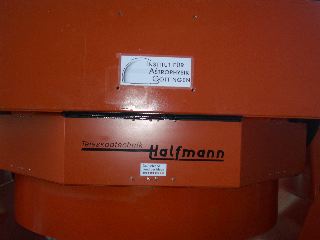 INSTITUT FÜR
ASTROPHYSIK
GÖTTINGEN
Teleskoptechnik
Halfmann